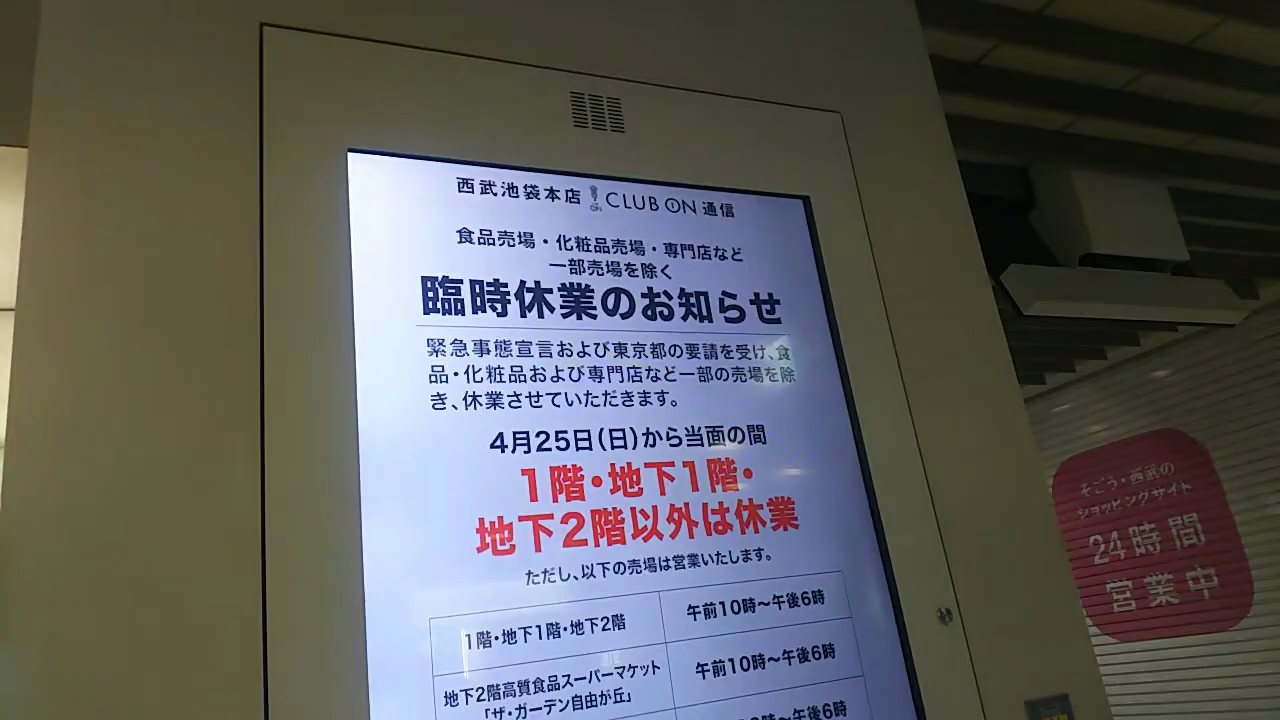 西武池袋本店 CLUB ON 通信
食品売場・化粧品売場・専門店など
一部売場を除く
臨時休業のお知らせ
緊急事態宣言および東京都の要請を受け、食
品・化粧品および専門店など一部の売場を除
き、休業させていただきます。
4月25日(日)から当面の間
1階・地下1階・
地下2階以外は休業
ただし、以下の売場は営業いたします。
1階・地下1階・地下2階 午前10時～午後6時
地下2階高質食品スーパーマケット
「ザ・ガーデン自由が丘」 午前10時～午後6時
時～午後6時
そごう・西武の
ショッピングサイト
24時間
営業中